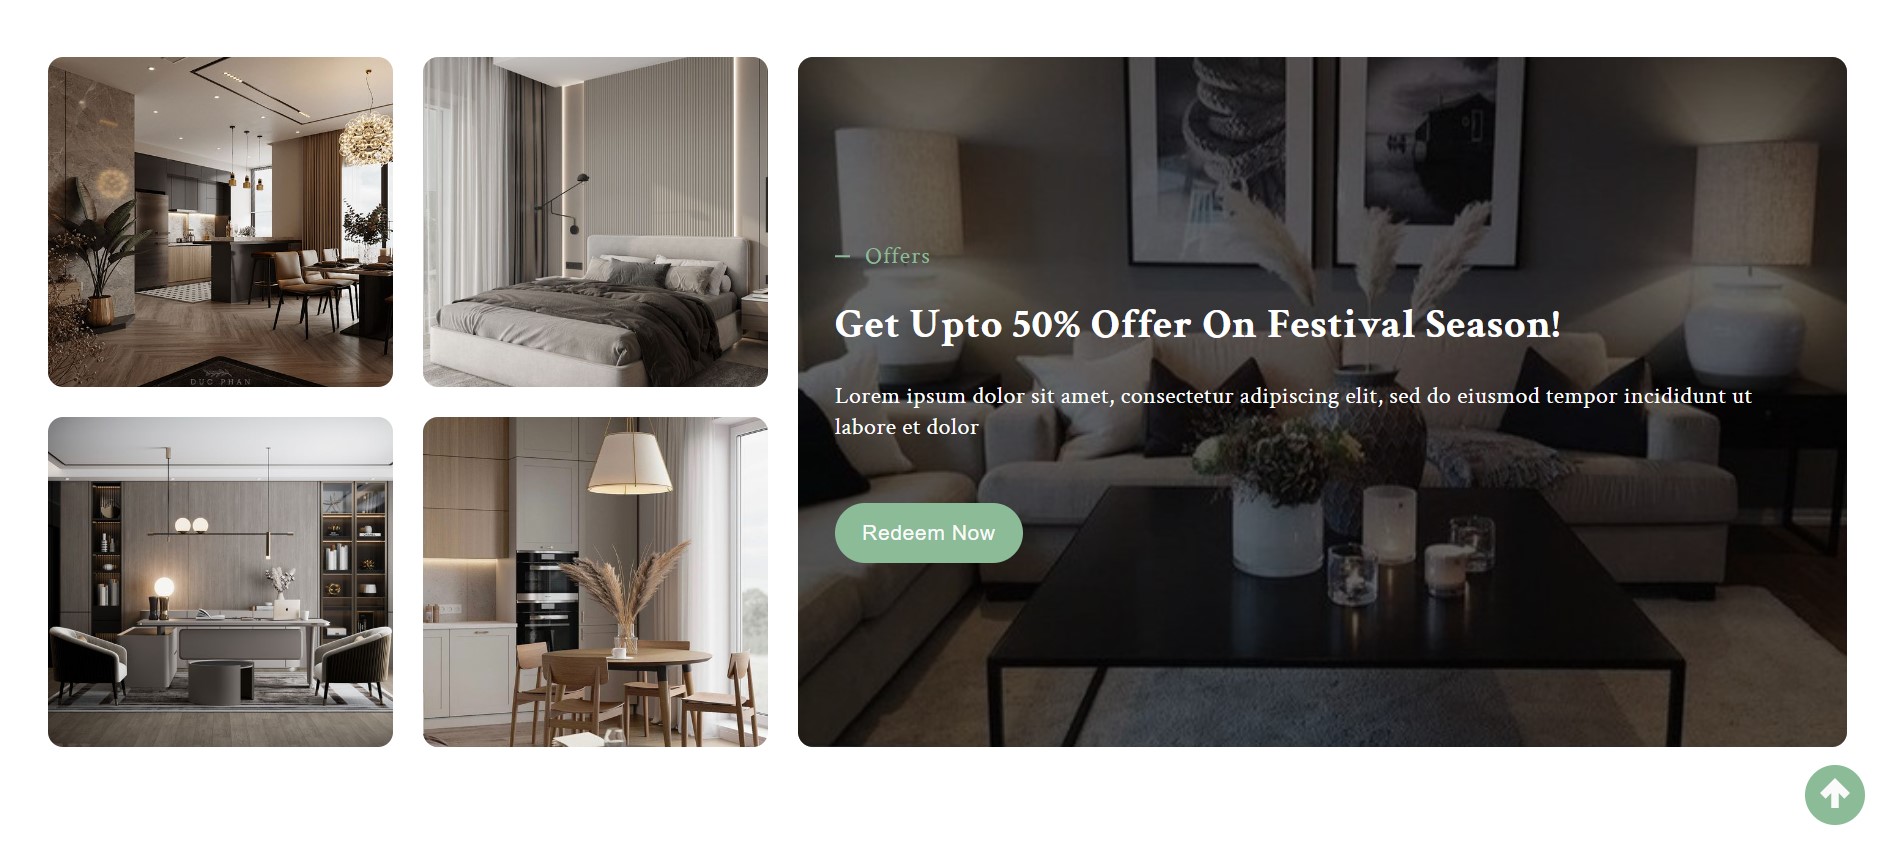 DUC PHAN
Offers
Get Upto 50% Offer On Festival Season!
Lorem ipsum dolor sit amet, consectetur adipiscing elit, sed do eiusmod tempor incididunt ut
labore et dolor
Redeem Now